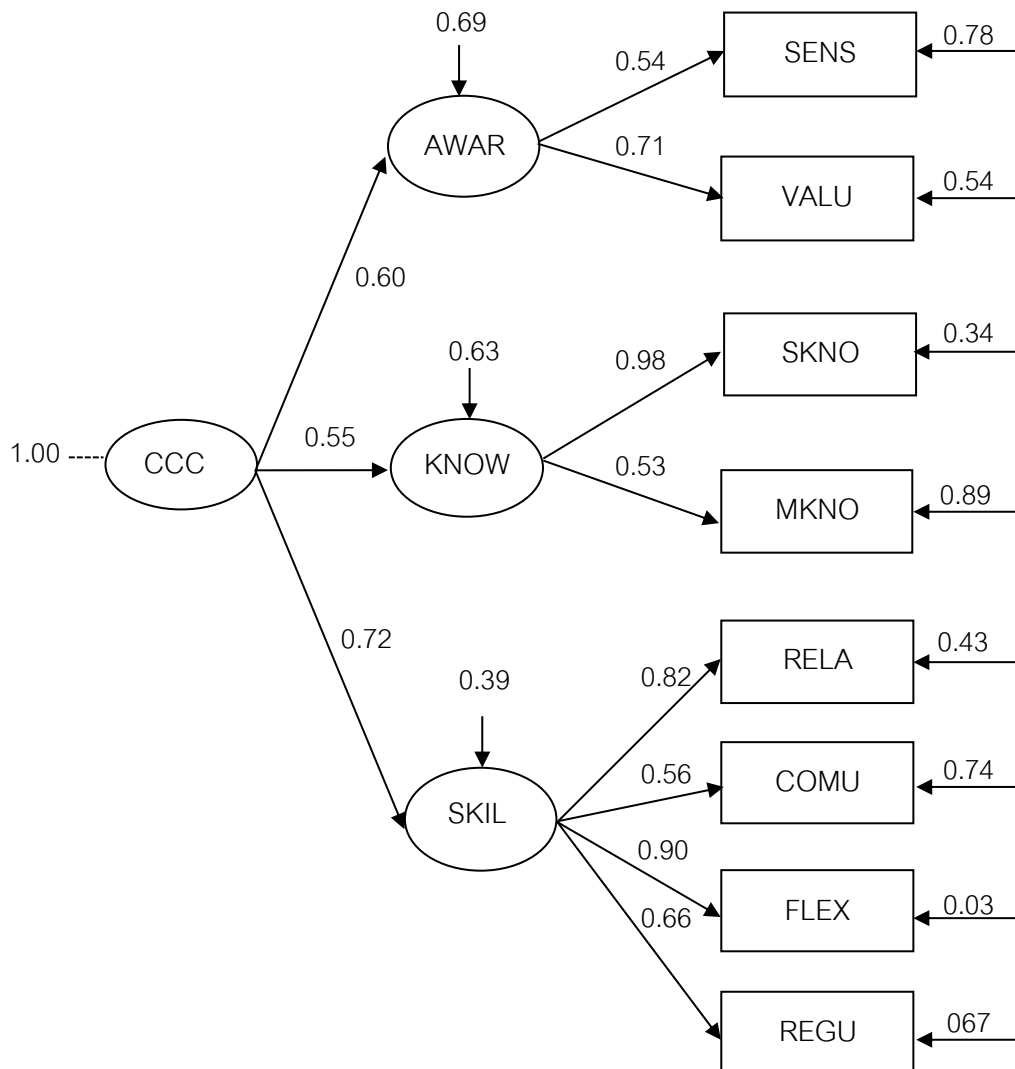 0.69
0.54
SENS
0.78
AWAR
0.71
VALU
0.54
0.60
0.63
0.98
SKNO
0.34
1.00
CCC
0.55
KNOW
0.53
MKNO
0.89
0.72
0.39
0.82
RELA
0.43
SKIL
0.56
COMU
0.74
0.90
FLEX
0.03
0.66
REGU
067